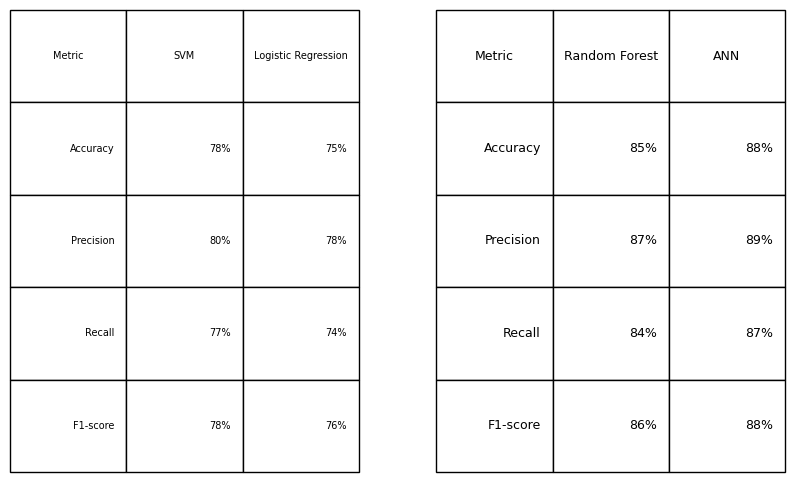 Metric SVM Logistic Regression
Accuracy 78% 75%
Precision 80% 78%
Recall 77% 74%
F1-score 78% 76%
Metric Random Forest ANN
Accuracy 85% 88%
Precision 87% 89%
Recall 84% 87%
F1-score 86% 88%